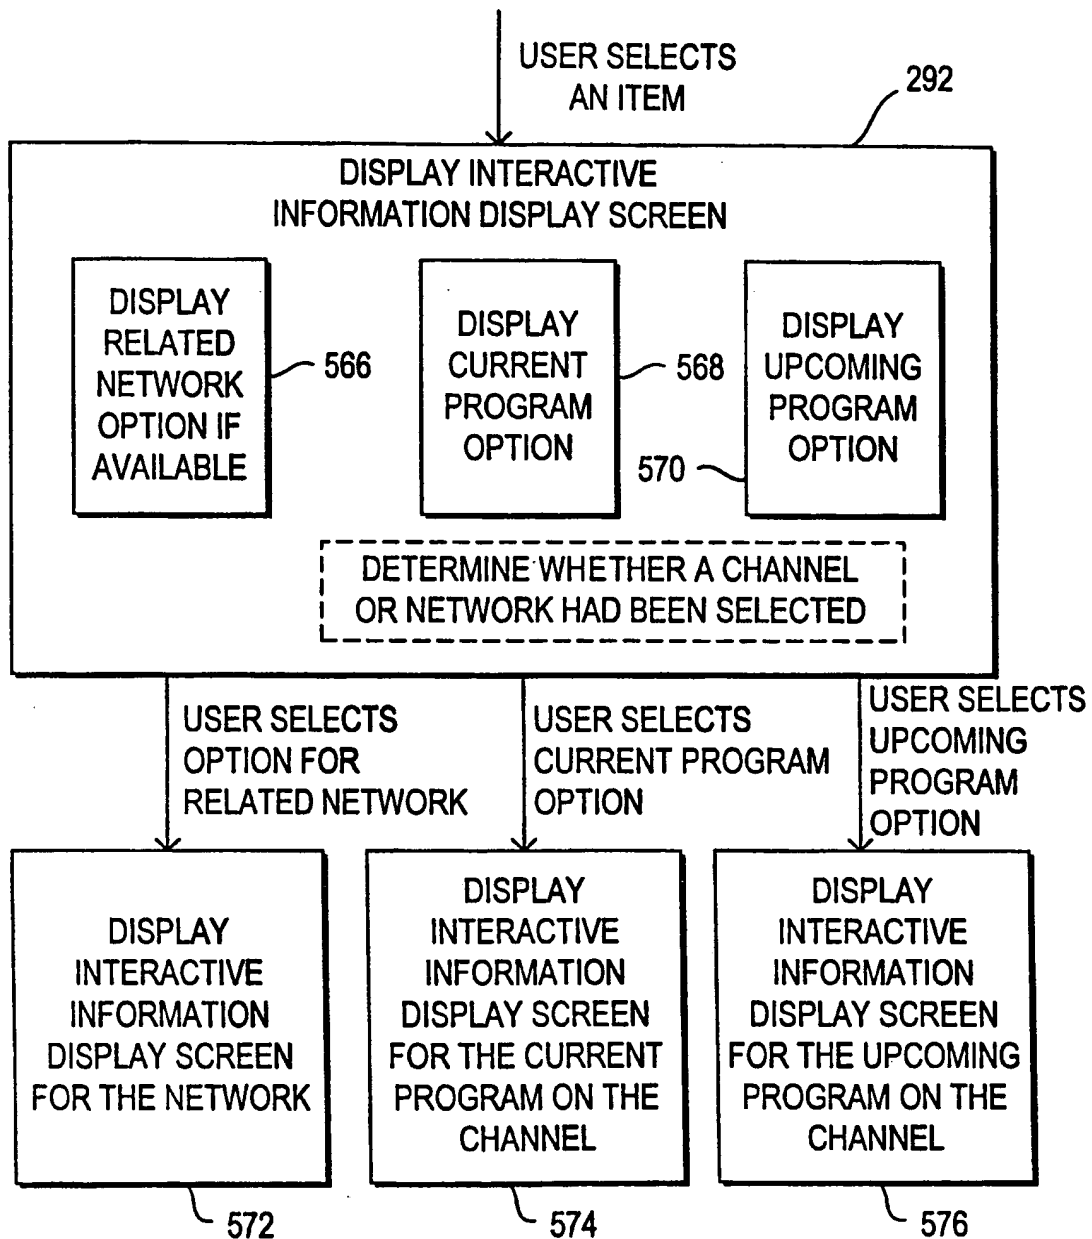 USER SELECTS
AN ITEM
292
DISPLAY INTERACTIVE
INFORMATION DISPLAY SCREEN
DISPLAY
RELATED
NETWORK
OPTION IF
AVAILABLE
566
DISPLAY
CURRENT
PROGRAM
OPTION
568
DISPLAY
UPCOMING
PROGRAM
OPTION
570
DETERMINE WHETHER A CHANNEL
OR NETWORK HAD BEEN SELECTED
USER SELECTS
OPTION FOR
RELATED NETWORK
USER SELECTS
CURRENT PROGRAM
OPTION
USER SELECTS
UPCOMING
PROGRAM
OPTION
DISPLAY
INTERACTIVE
INFORMATION
DISPLAY SCREEN
FOR THE NETWORK
572
DISPLAY
INTERACTIVE
INFORMATION
DISPLAY SCREEN
FOR THE CURRENT
PROGRAM ON THE
CHANNEL
574
DISPLAY
INTERACTIVE
INFORMATION
DISPLAY SCREEN
FOR THE UPCOMING
PROGRAM ON THE
CHANNEL
576